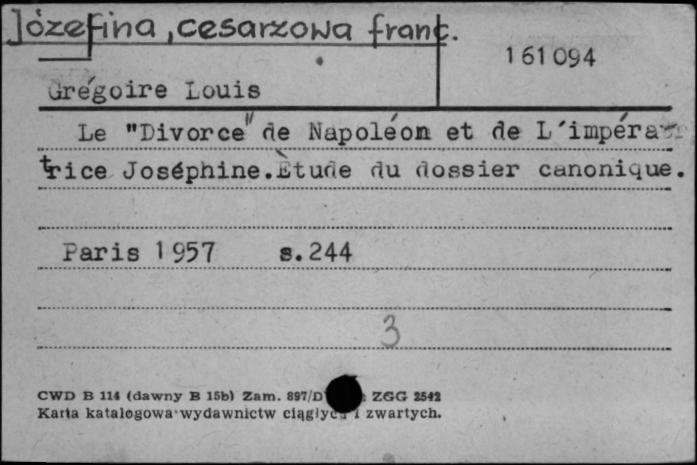 Józefina, cesarzowa franc.
161094
Grégoire Louis
Le "Divorce" de Napoléon et de L'impéra-
trice Joséphine. Ètude du dossier canonique.
Paris 1957 s.244
3
CWD B 114 (dawny B 15b) Zam. 897/D ZGG 2542
Karta katalogowa wydawnictw ciągłych i zwartych.